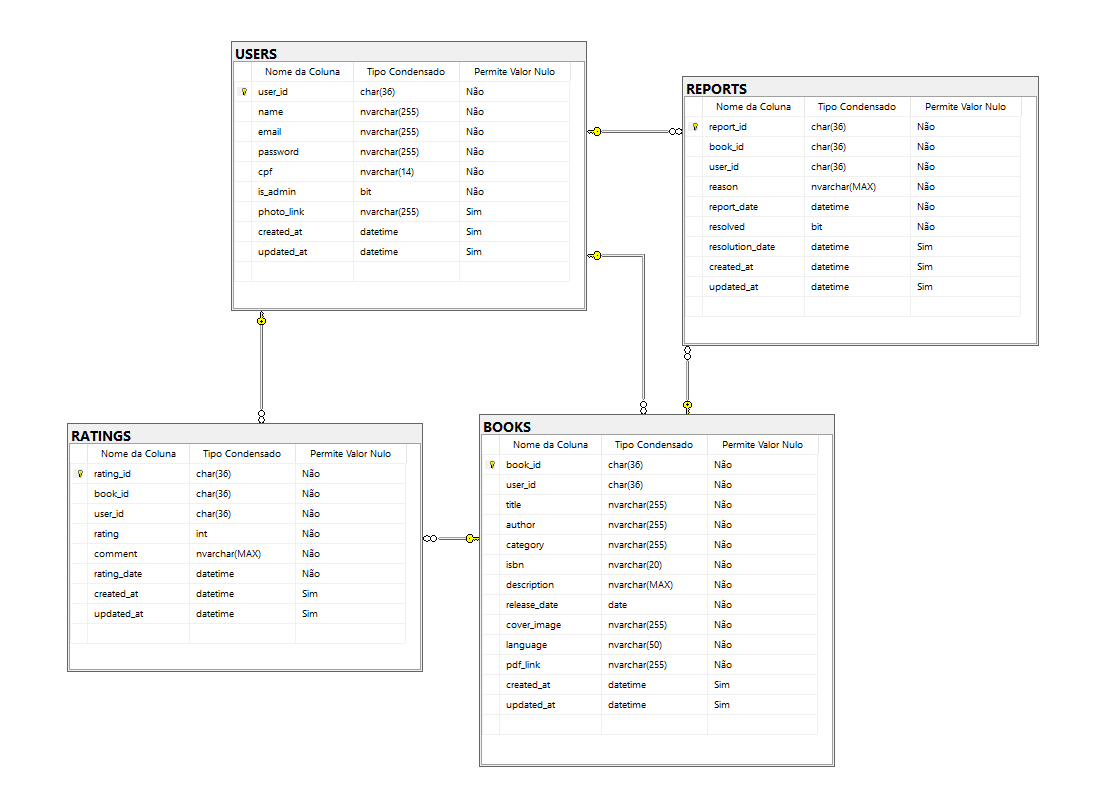 USERS
Nome da Coluna Tipo Condensado Permite Valor Nulo
user_id char(36) Não
name nvarchar(255) Não
email nvarchar(255) Não
password nvarchar(255) Não
cpf nvarchar(14) Não
is_admin bit Não
photo_link nvarchar(255) Sim
created_at datetime Sim
updated_at datetime Sim
REPORTS
Nome da Coluna Tipo Condensado Permite Valor Nulo
report_id char(36) Não
book_id char(36) Não
user_id char(36) Não
reason nvarchar(MAX) Não
report_date datetime Não
resolved bit Não
resolution_date datetime Sim
created_at datetime Sim
updated_at datetime Sim
RATINGS
Nome da Coluna Tipo Condensado Permite Valor Nulo
rating_id char(36) Não
book_id char(36) Não
user_id char(36) Não
rating int Não
comment nvarchar(MAX) Não
rating_date datetime Não
created_at datetime Sim
updated_at datetime Sim
BOOKS
Nome da Coluna Tipo Condensado Permite Valor Nulo
book_id char(36) Não
user_id char(36) Não
title nvarchar(255) Não
author nvarchar(255) Não
category nvarchar(255) Não
isbn nvarchar(20) Não
description nvarchar(MAX) Não
release_date date Não
cover_image nvarchar(255) Não
language nvarchar(50) Não
pdf_link nvarchar(255) Não
created_at datetime Sim
updated_at datetime Sim